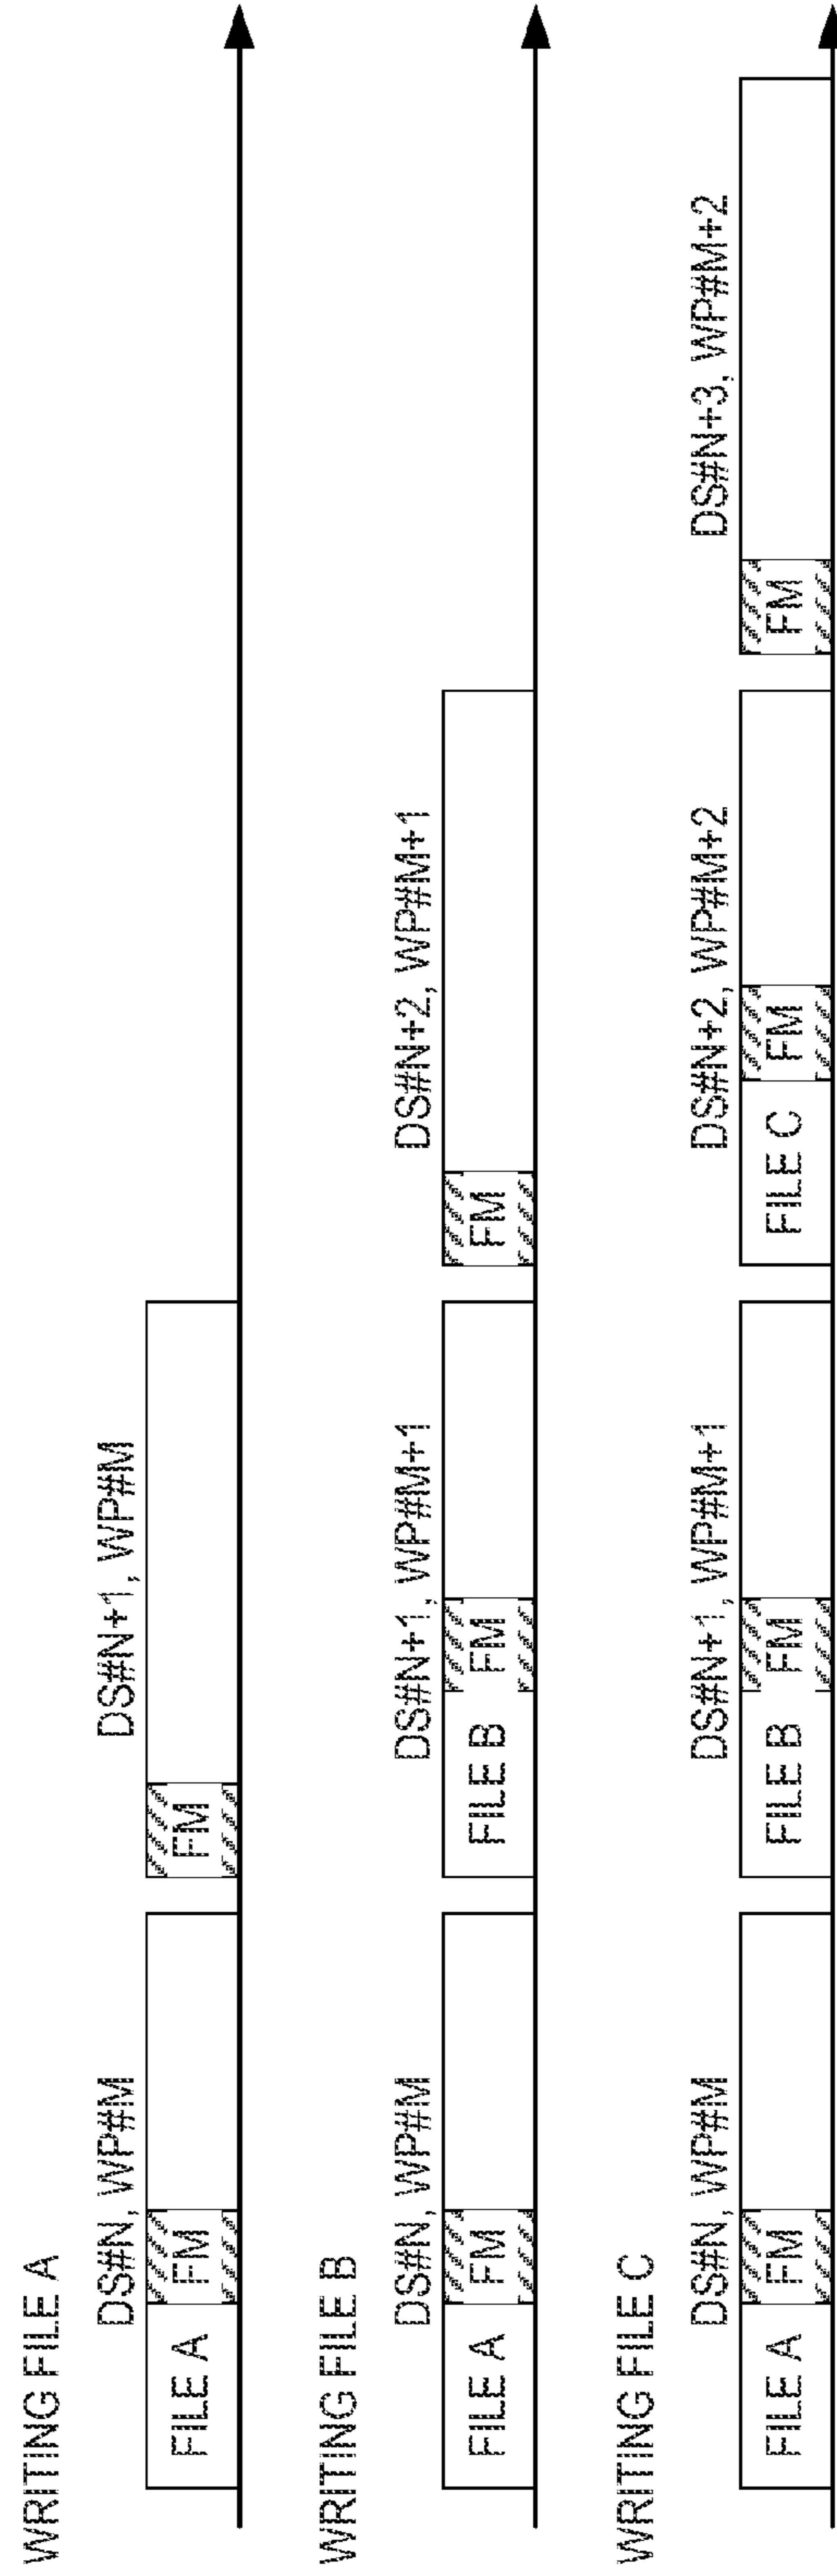 WRITING FILE A
DS#N, WP#M
DS#N+1, WP#M
FILE A
FM
FM
WRITING FILE B
DS#N, WP#M
DS#N+1, WP#M+1
DS#N+2, WP#M+1
FILE A
FM
FILE B
FM
FM
WRITING FILE C
DS#N, WP#M
DS#N+1, WP#M+1
DS#N+2, WP#M+2
DS#N+3, WP#M+2
FILE A
FM
FILE B
FM
FILE C
FM
FM